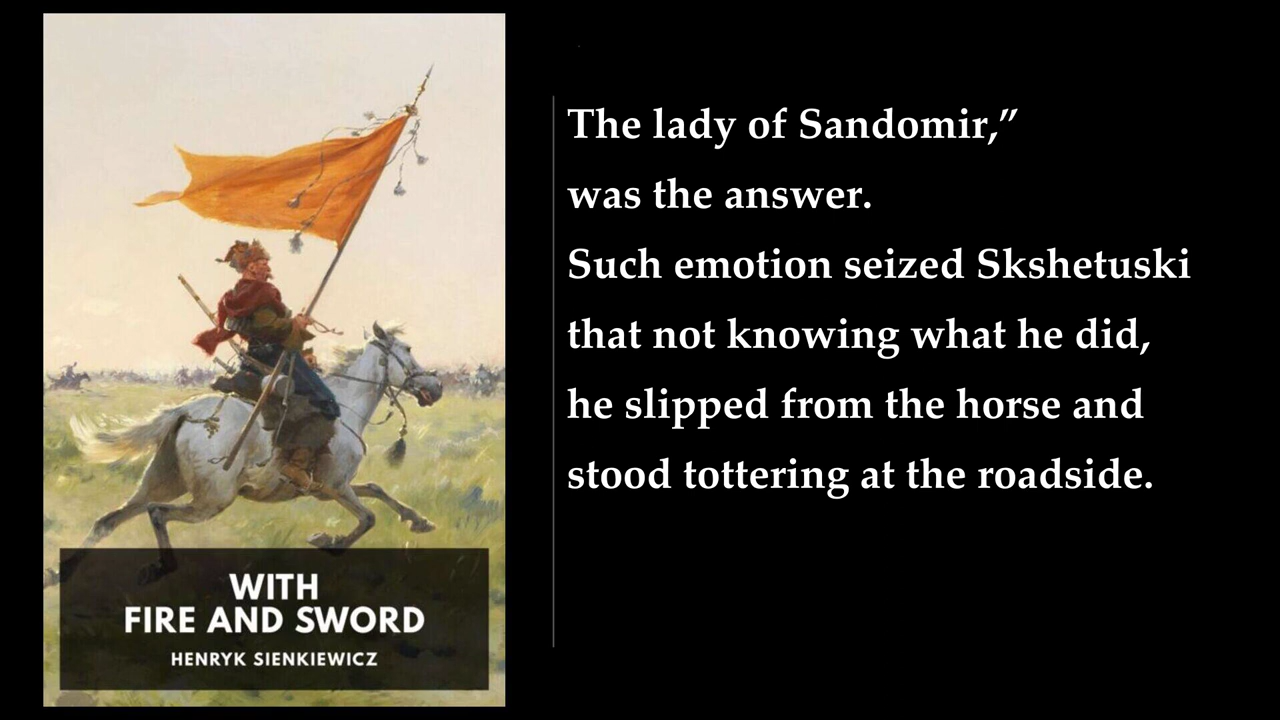 The lady of Sandomir,”
was the answer.
Such emotion seized Skshetuski
that not knowing what he did,
he slipped from the horse and
stood tottering at the roadside.
WITH
FIRE AND SWORD
HENRYK SIENKIEWICZ